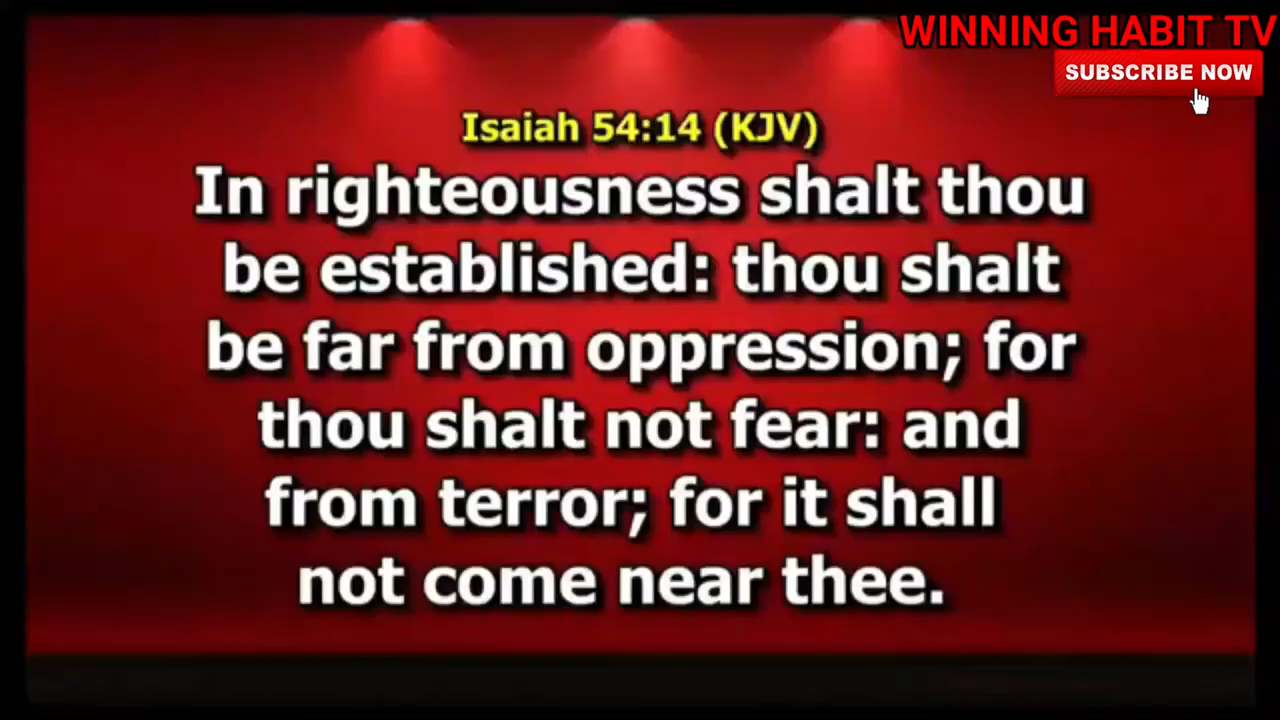 WINNING HABIT TV
SUBSCRIBE NOW
Isaiah 54:14 (KJV)
In righteousness shalt thou
be established: thou shalt
be far from oppression; for
thou shalt not fear: and
from terror; for it shall
not come near thee.